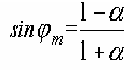 sin φₘ = (1 − α)/(1 + α)